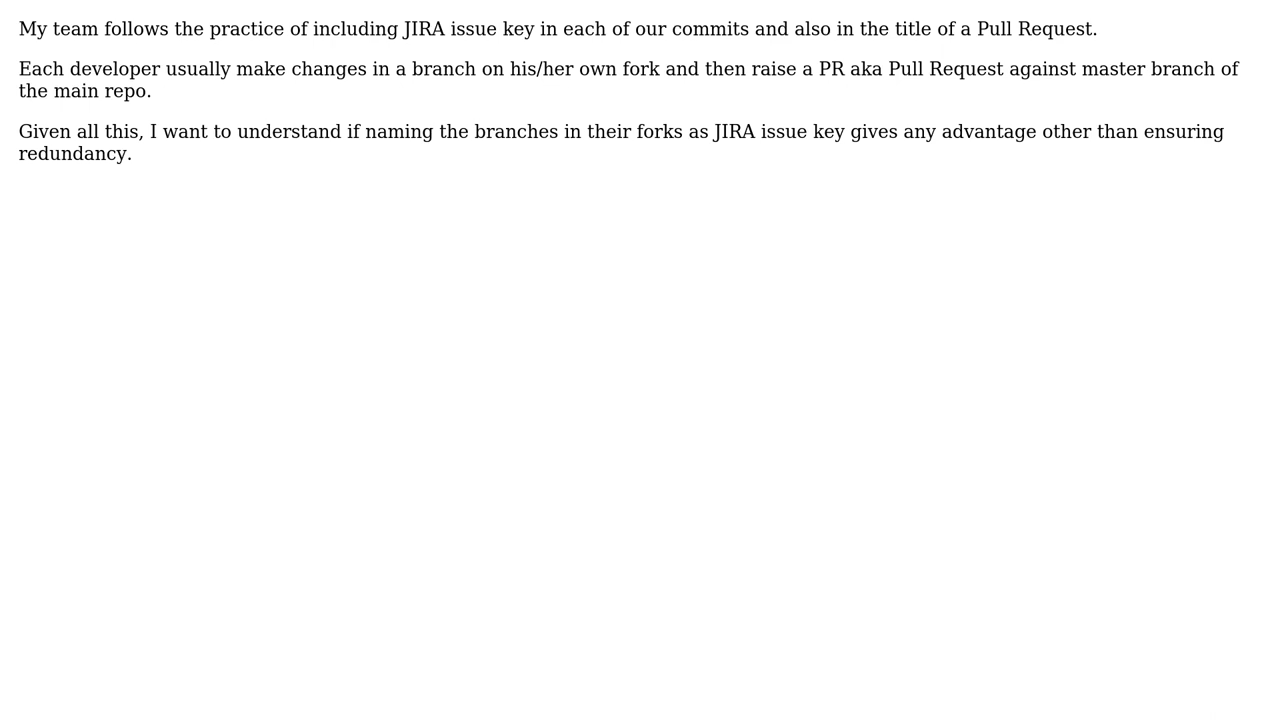 My team follows the practice of including JIRA issue key in each of our commits and also in the title of a Pull Request.
Each developer usually make changes in a branch on his/her own fork and then raise a PR aka Pull Request against master branch of
the main repo.
Given all this, I want to understand if naming the branches in their forks as JIRA issue key gives any advantage other than ensuring
redundancy.